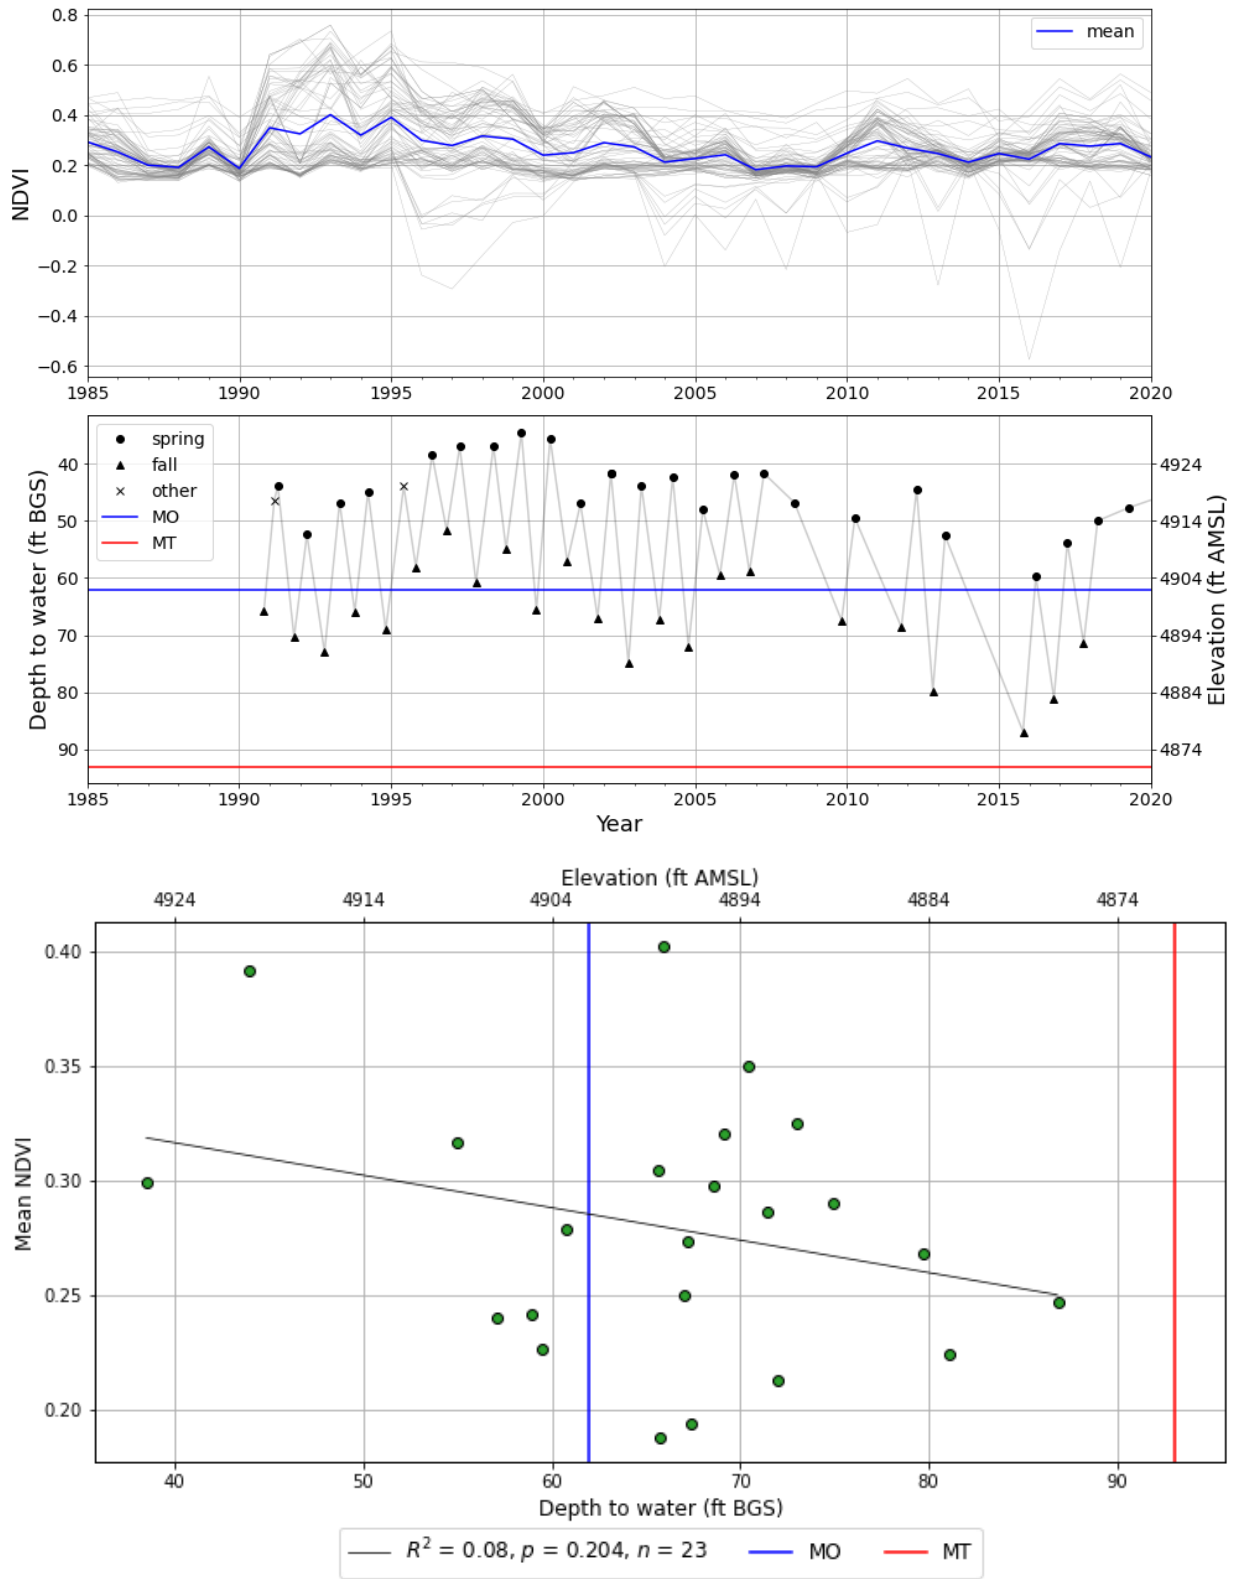 0.8
0.6
0.4
0.2
0.0
−0.2
−0.4
−0.6
NDVI
mean
1985 1990 1995 2000 2005 2010 2015 2020
spring
fall
other
MO
MT
40
50
60
70
80
90
Depth to water (ft BGS)
4924
4914
4904
4894
4884
4874
Elevation (ft AMSL)
1985 1990 1995 2000 2005 2010 2015 2020
Year
Elevation (ft AMSL)
4924 4914 4904 4894 4884 4874
0.40
0.35
0.30
0.25
0.20
Mean NDVI
40 50 60 70 80 90
Depth to water (ft BGS)
R² = 0.08, p = 0.204, n = 23 MO MT